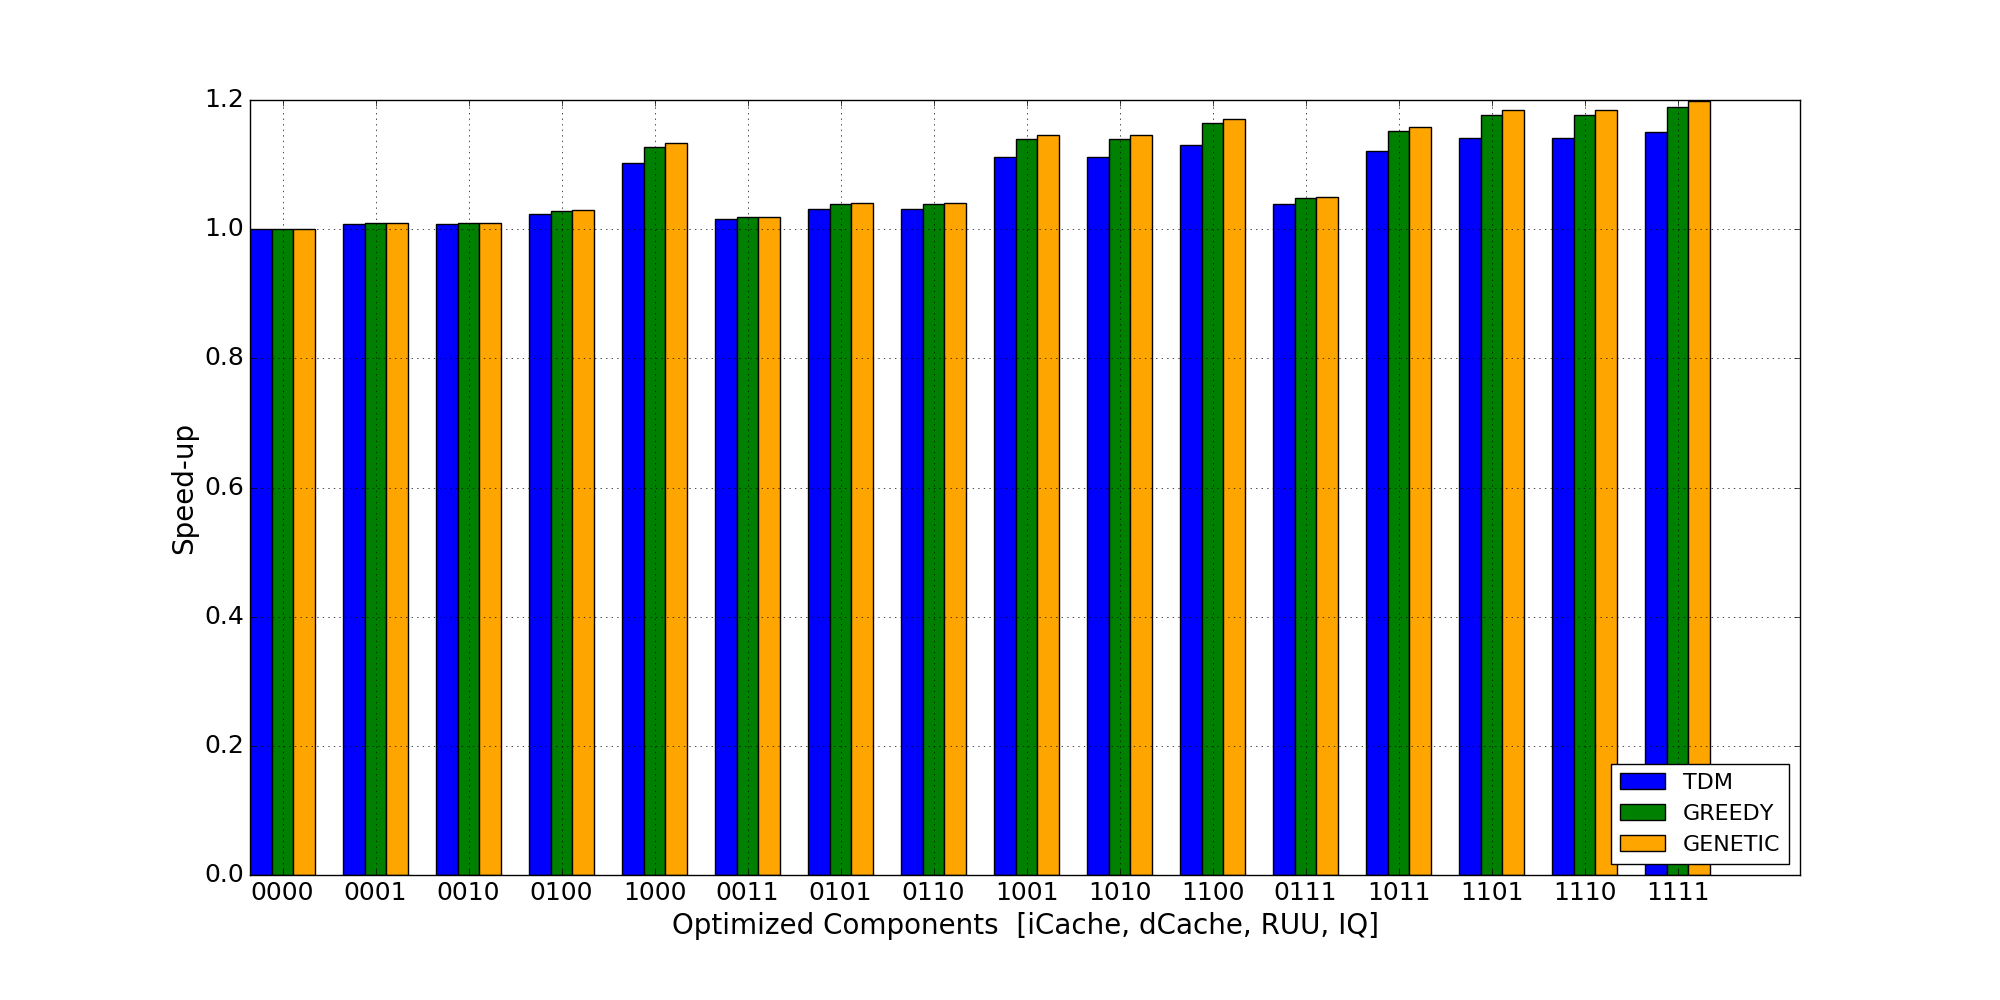 1.2
1.0
0.8
0.6
0.4
0.2
0.0
Speed-up
TDM
GREEDY
GENETIC
0000 0001 0010 0100 1000 0011 0101 0110 1001 1010 1100 0111 1011 1101 1110 1111
Optimized Components [iCache, dCache, RUU, IQ]